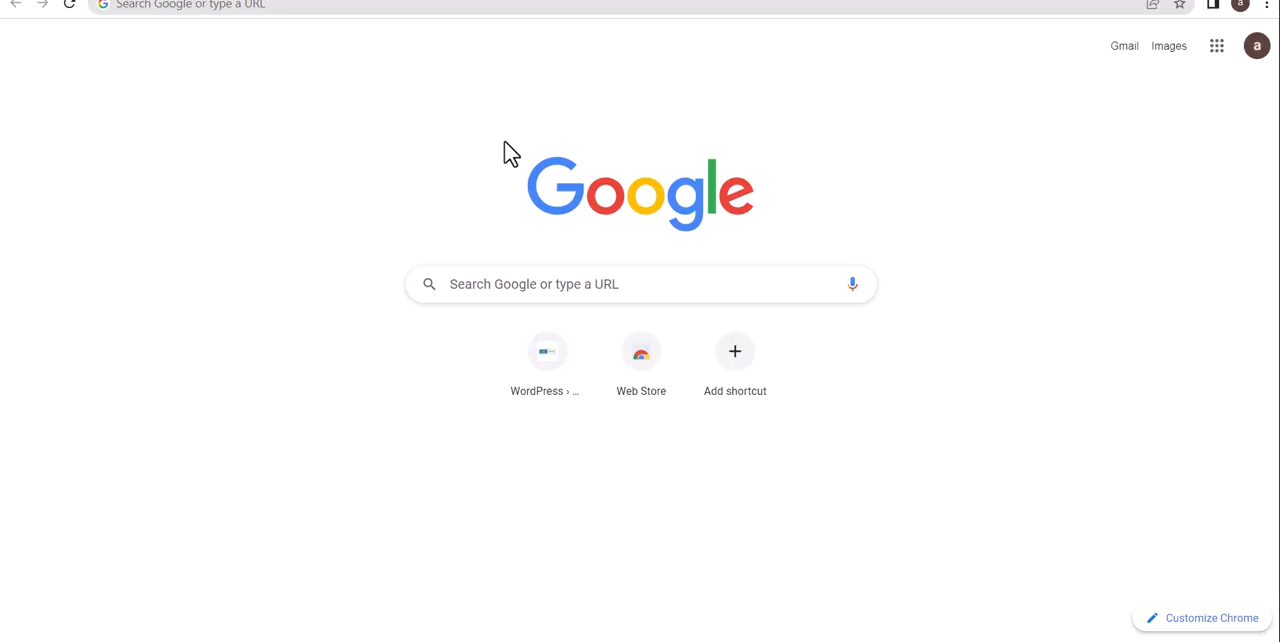 Search Google or type a URL
a
Gmail Images
a
Google
Search Google or type a URL
WordPress › ... Web Store Add shortcut
Customize Chrome